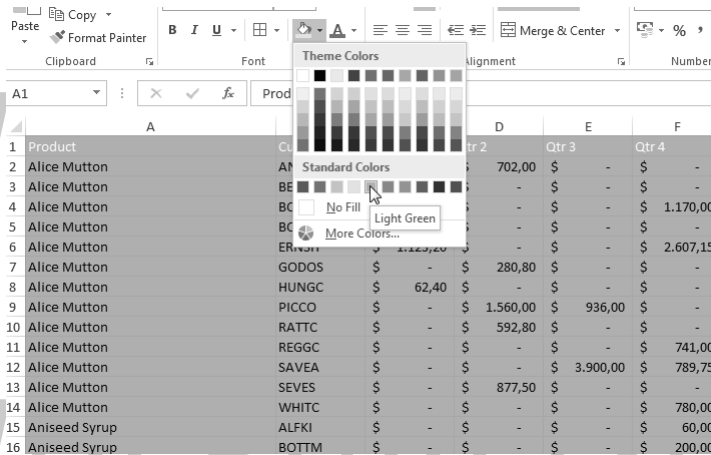 Copy
Paste
Format Painter
B I U A
Merge & Center
% ,
Clipboard
Font
Alignment
Number
A1
fx
Prod
Theme Colors
Standard Colors
No Fill
More Colors...
Light Green
A D E F
1 Product Cu tr 2 Qtr 3 Qtr 4
2 Alice Mutton AN $ 702,00 $ - $ -
3 Alice Mutton BE $ - $ - $ -
4 Alice Mutton BO $ - $ - $ 1.170,00
5 Alice Mutton BO $ - $ - $ -
6 Alice Mutton ERNSH $ 1.123,20 $ - $ - $ 2.607,15
7 Alice Mutton GODOS $ - $ 280,80 $ - $ -
8 Alice Mutton HUNGC $ 62,40 $ - $ - $ -
9 Alice Mutton PICCO $ - $ 1.560,00 $ 936,00 $ -
10 Alice Mutton RATTC $ - $ 592,80 $ - $ -
11 Alice Mutton REGGC $ - $ - $ - $ 741,00
12 Alice Mutton SAVEA $ - $ - $ 3.900,00 $ 789,75
13 Alice Mutton SEVES $ - $ 877,50 $ - $ -
14 Alice Mutton WHITC $ - $ - $ - $ 780,00
15 Aniseed Syrup ALFKI $ - $ - $ - $ 60,00
16 Aniseed Syrup BOTTM $ - $ - $ - $ 200,00